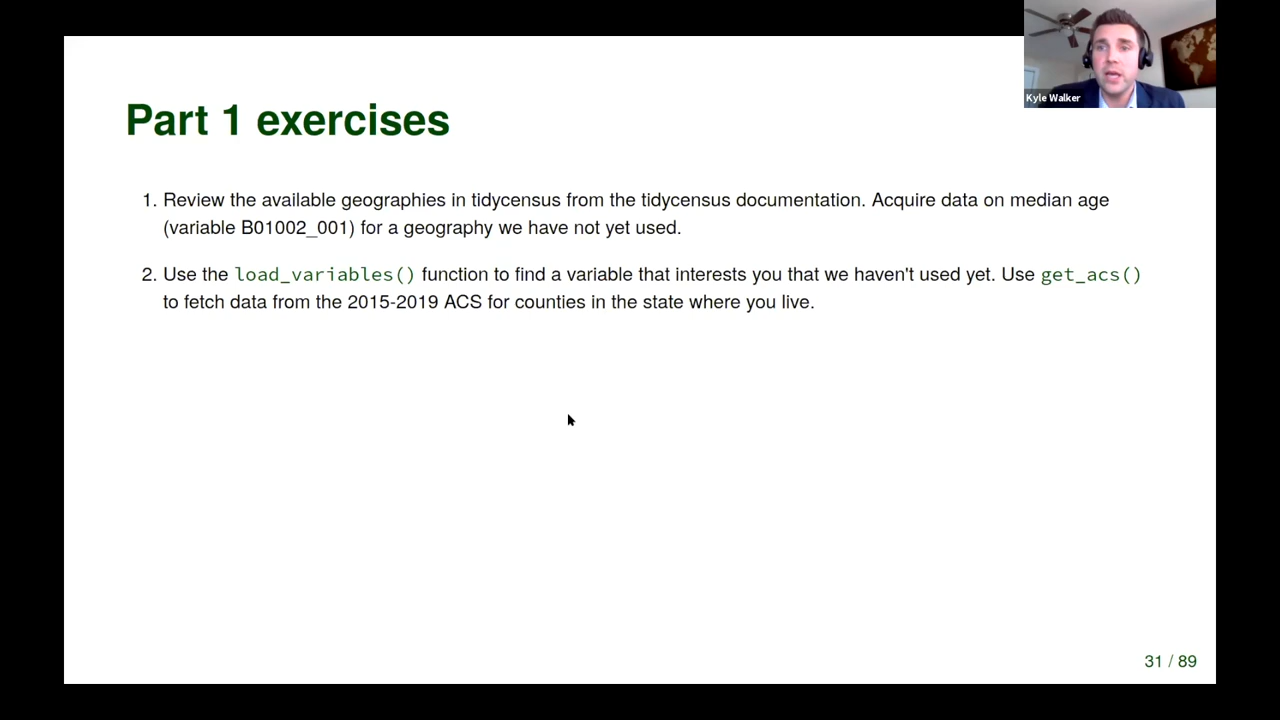 Kyle Walker
Part 1 exercises
1. Review the available geographies in tidycensus from the tidycensus documentation. Acquire data on median age
(variable B01002_001) for a geography we have not yet used.
2. Use the load_variables() function to find a variable that interests you that we haven't used yet. Use get_acs()
to fetch data from the 2015-2019 ACS for counties in the state where you live.
31 / 89